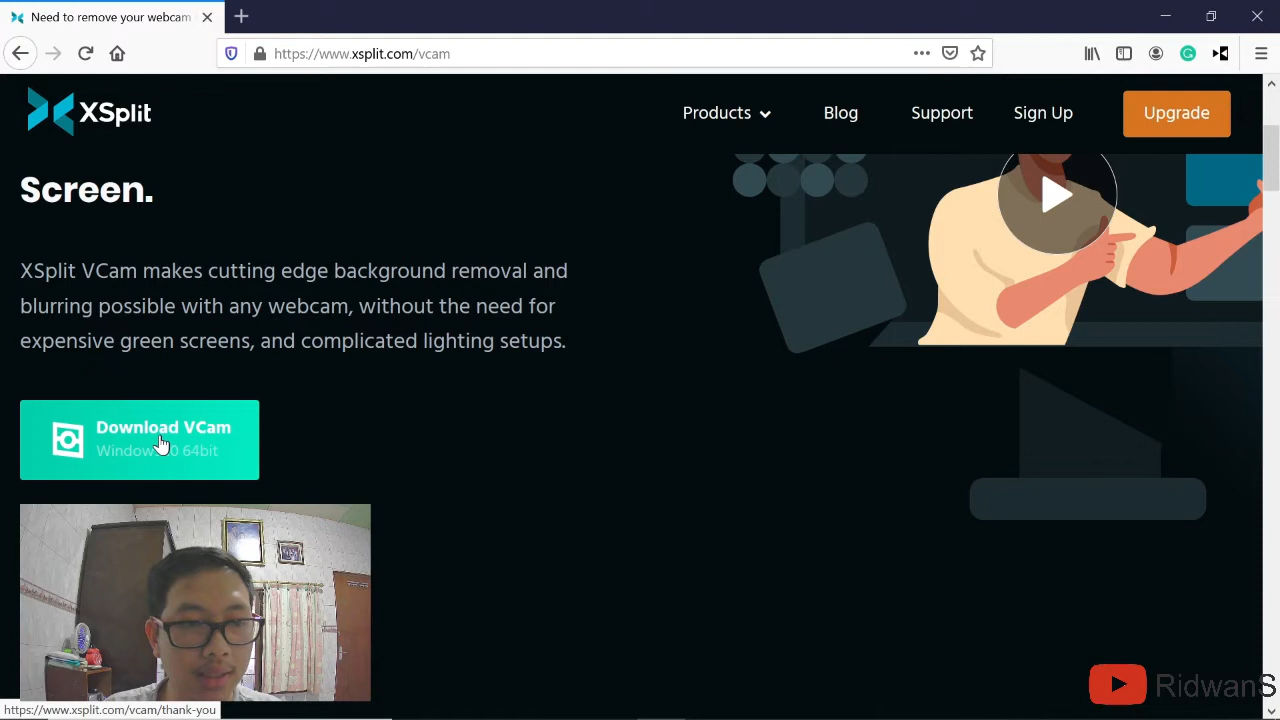 Need to remove your webcam
https://www.xsplit.com/vcam
XSplit
Products
Blog
Support
Sign Up
Upgrade
Screen.
XSplit VCam makes cutting edge background removal and
blurring possible with any webcam, without the need for
expensive green screens, and complicated lighting setups.
Download VCam
64bit
https://www.xsplit.com/vcam/thank-you
RidwanS